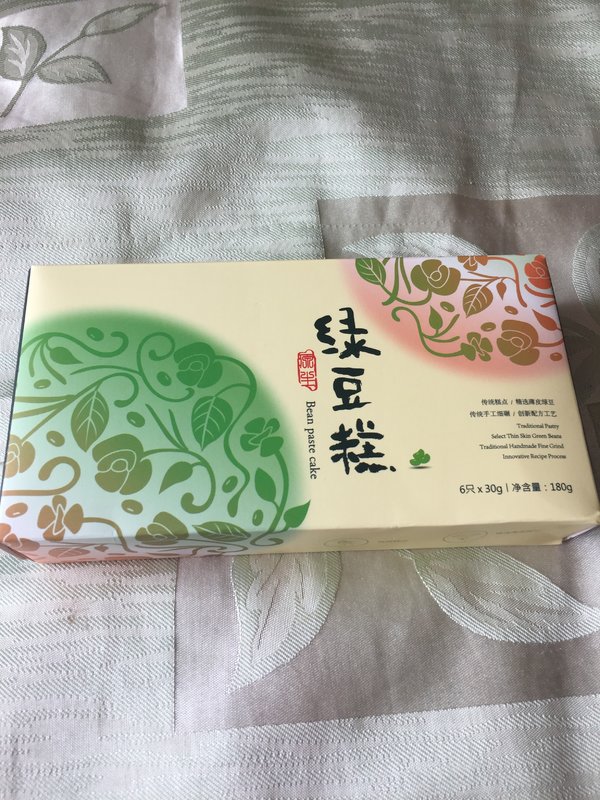 绿豆糕
Bean paste cake
传统糕点 / 精选薄皮绿豆
传统手工细碾 / 创新配方工艺
Traditional Pastry
Select Thin Skin Green Beans
Traditional Handmade Fine Grind
Innovative Recipe Process
6只 x 30g | 净含量：180g